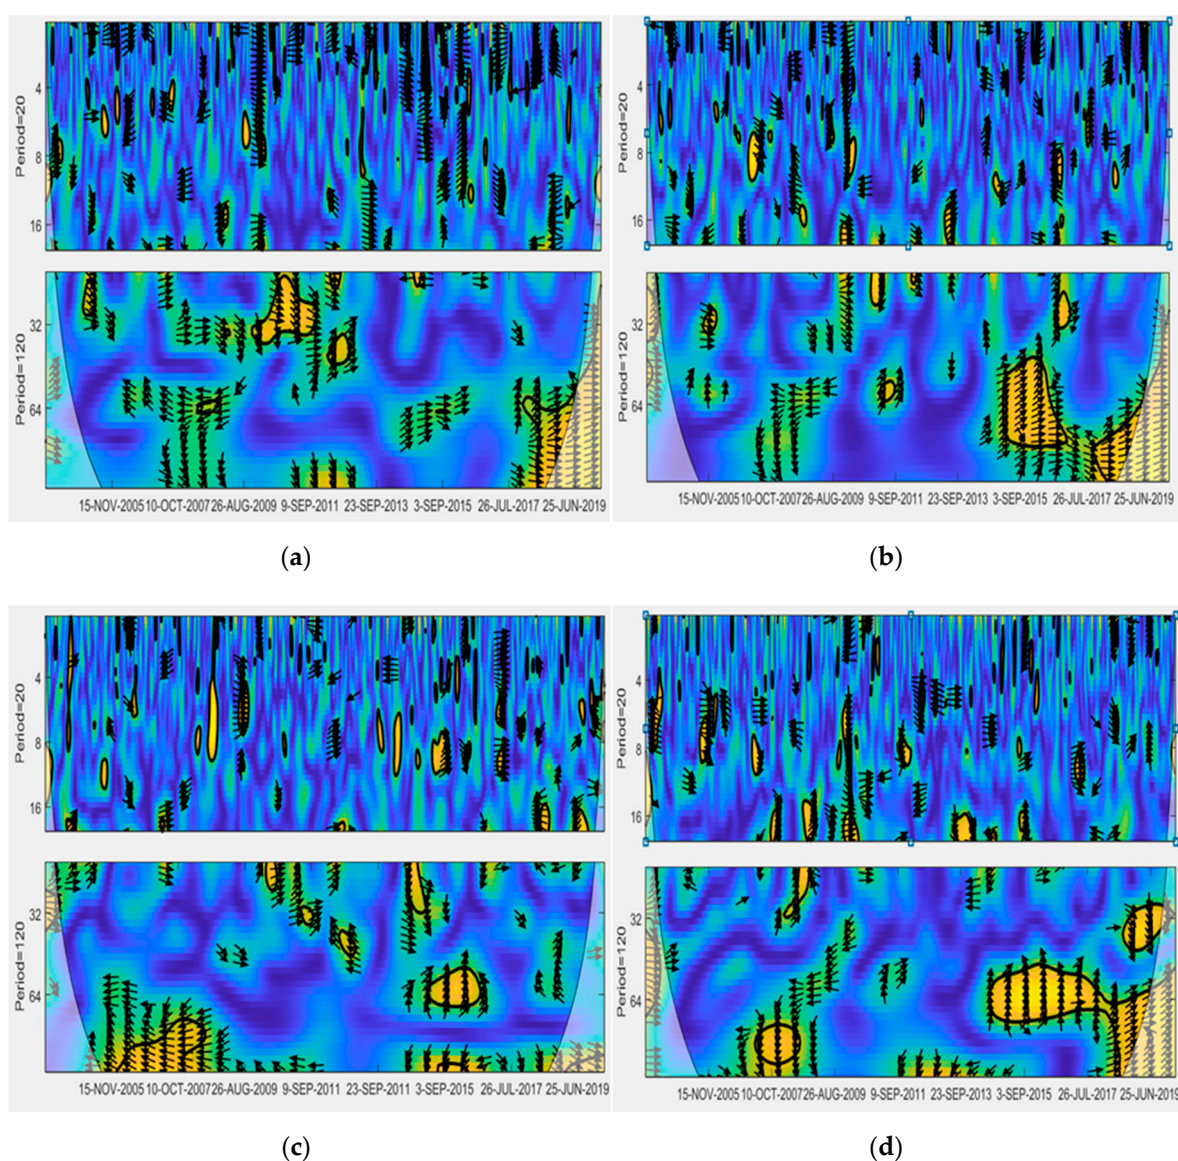 Period=20
4
8
16
Period=120
32
64
15-NOV-2005 10-OCT-2007 26-AUG-2009 9-SEP-2011 23-SEP-2013 3-SEP-2015 26-JUL-2017 25-JUN-2019
(a)
Period=20
4
8
16
Period=120
32
64
15-NOV-2005 10-OCT-2007 26-AUG-2009 9-SEP-2011 23-SEP-2013 3-SEP-2015 26-JUL-2017 25-JUN-2019
(b)
Period=20
4
8
16
Period=120
32
64
15-NOV-2005 10-OCT-2007 26-AUG-2009 9-SEP-2011 23-SEP-2011 3-SEP-2015 26-JUL-2017 25-JUN-2019
(c)
Period=20
4
8
16
Period=120
32
64
15-NOV-2005 10-OCT-2007 26-AUG-2009 9-SEP-2011 23-SEP-2013 3-SEP-2015 26-JUL-2017 25-JUN-2019
(d)